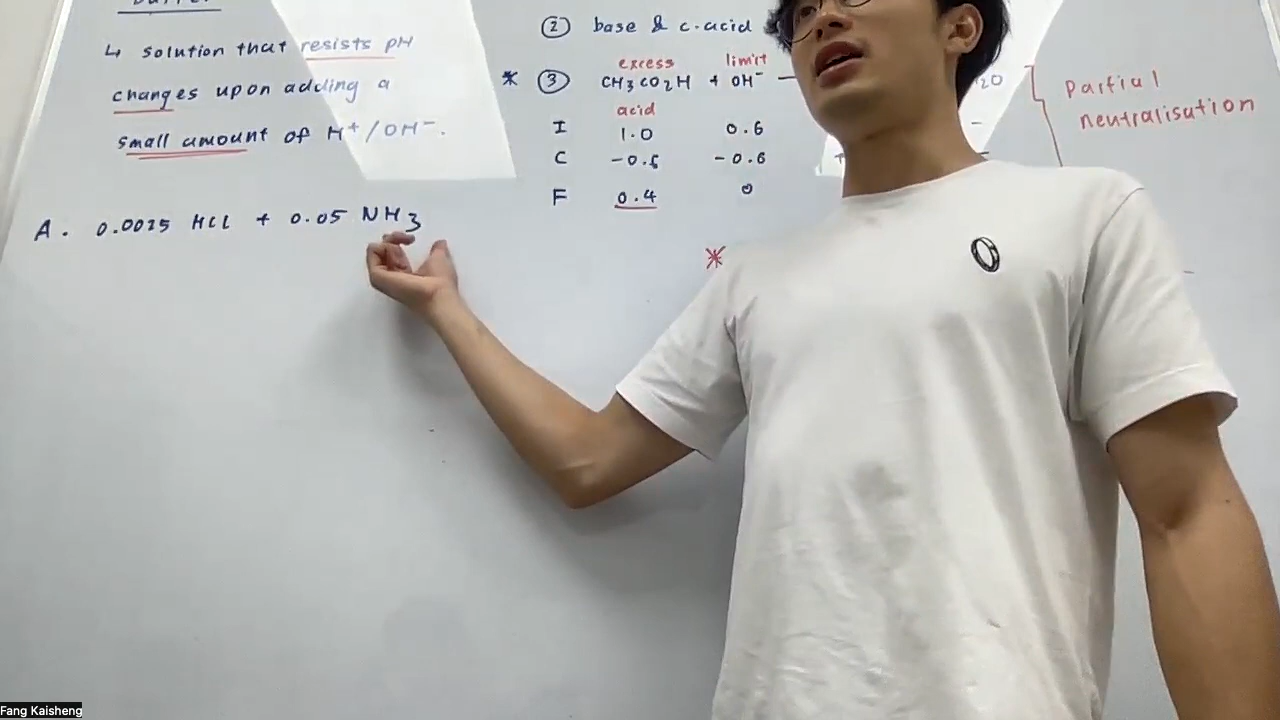 buffer
↳ solution that resists pH
changes upon adding a
small amount of H⁺/OH⁻.
A. 0.0025 HCl + 0.05 NH₃
② base & c.acid
excess limit
* ③ CH₃CO₂H + OH⁻ H₂O
acid
I 1.0 0.6 -
C -0.6 -0.6 +
F 0.4 0
*
partial
neutralisation
Fang Kaisheng